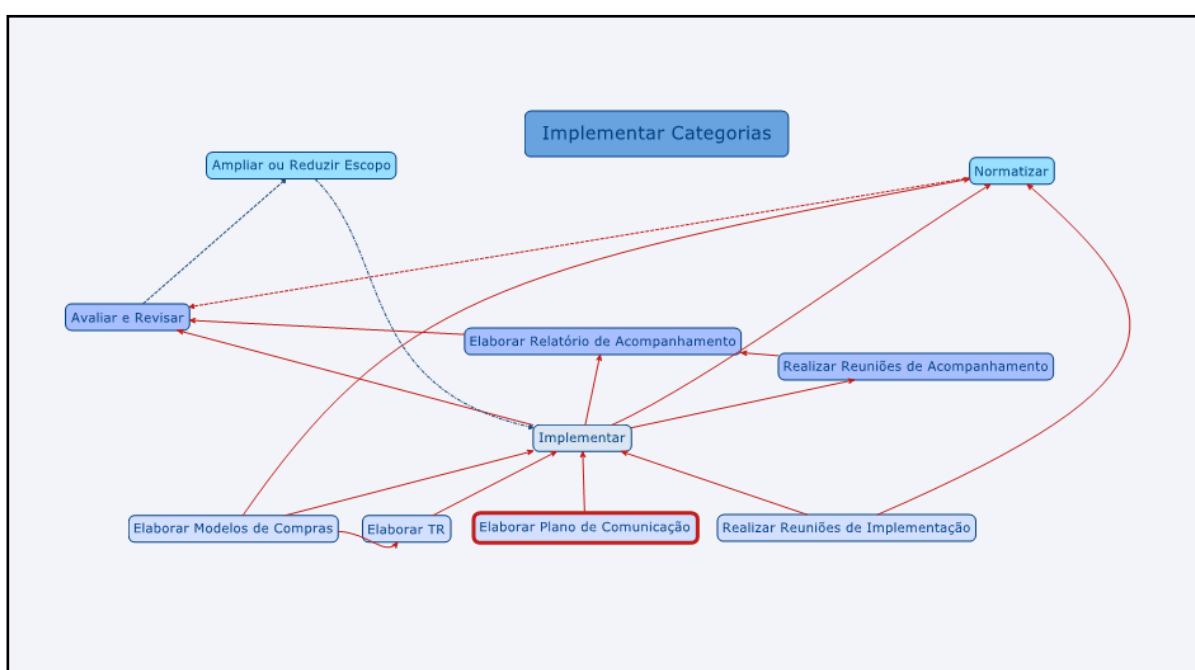 Implementar Categorias
Ampliar ou Reduzir Escopo
Normatizar
Avaliar e Revisar
Elaborar Relatório de Acompanhamento
Realizar Reuniões de Acompanhamento
Implementar
Elaborar Modelos de Compras
Elaborar TR
Elaborar Plano de Comunicação
Realizar Reuniões de Implementação